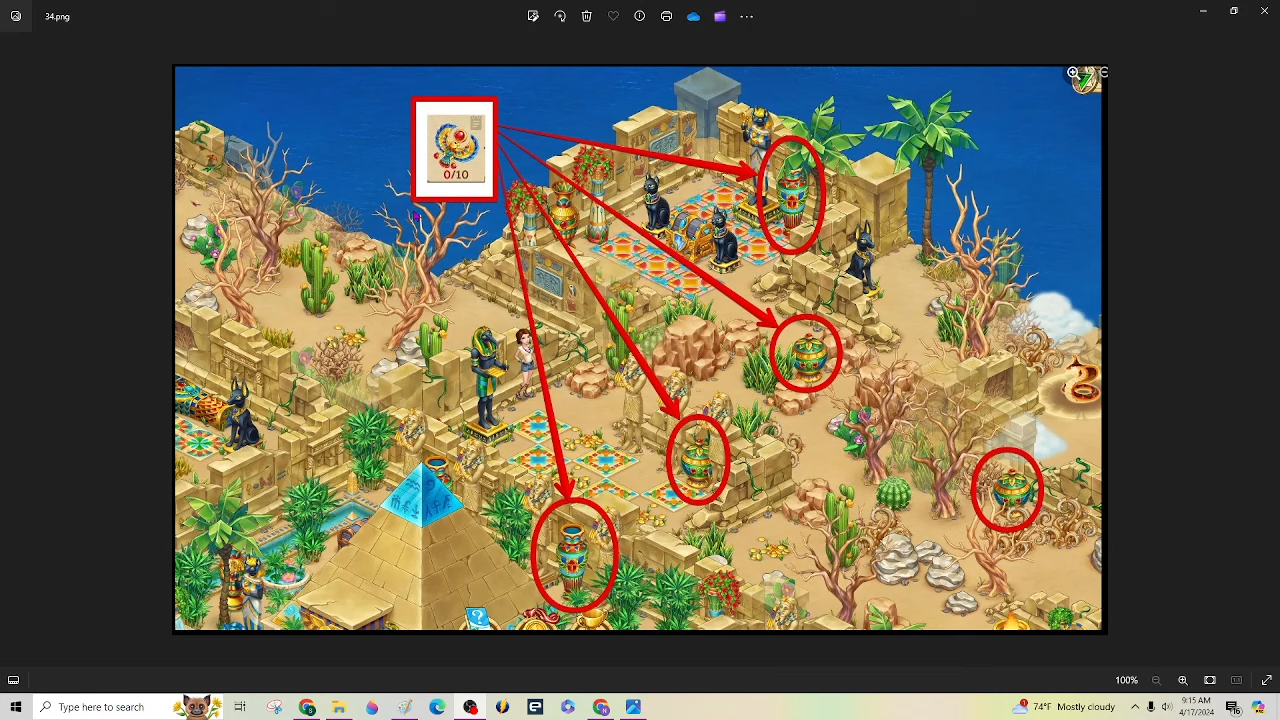 34.png
0/10
?
100%
Type here to search
74°F Mostly cloudy
9:15 AM
4/17/2024